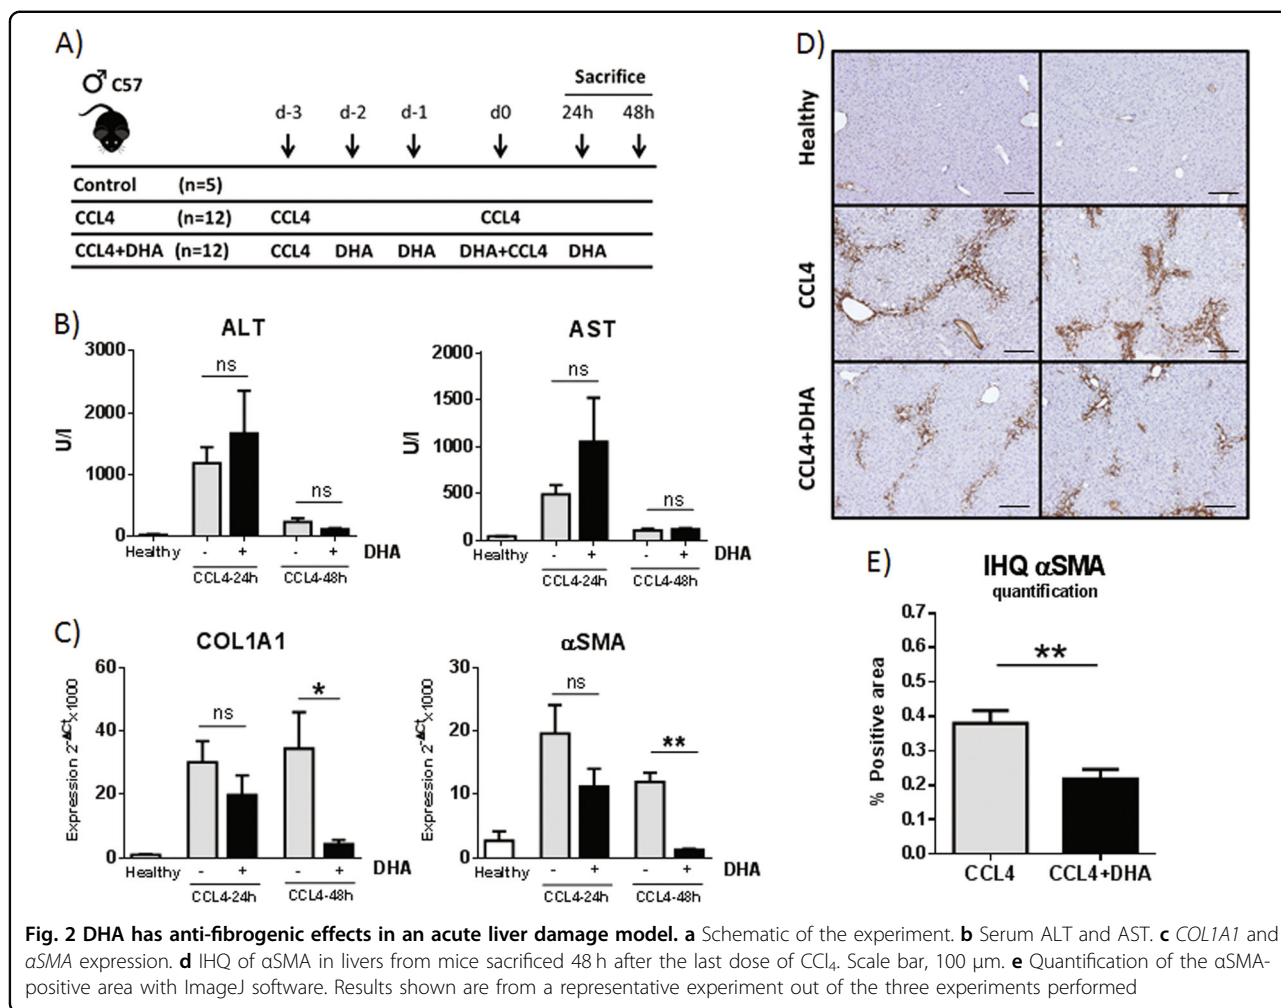 A)
♂ C57
Sacrifice
d-3 d-2 d-1 d0 24h 48h
Control (n=5)
CCL4 (n=12) CCL4 CCL4
CCL4+DHA (n=12) CCL4 DHA DHA DHA+CCL4 DHA
B)
ALT
3000
2000
1000
0
U/l
ns
ns
Healthy - + - + DHA
CCL4-24h CCL4-48h
AST
2000
1500
1000
500
0
U/l
ns
ns
Healthy - + - + DHA
CCL4-24h CCL4-48h
C)
COL1A1
60
40
20
0
Expression 2-ΔCt x1000
ns
*
Healthy - + - + DHA
CCL4-24h CCL4-48h
αSMA
30
20
10
0
Expression 2-ΔCt x1000
ns
**
Healthy - + - + DHA
CCL4-24h CCL4-48h
D)
Healthy
CCL4
CCL4+DHA
E)
IHQ αSMA
quantification
0.7
0.6
0.5
0.4
0.3
0.2
0.1
0.0
% Positive area
**
CCL4 CCL4+DHA
Fig. 2 DHA has anti-fibrogenic effects in an acute liver damage model. a Schematic of the experiment. b Serum ALT and AST. c COL1A1 and
αSMA expression. d IHQ of αSMA in livers from mice sacrificed 48 h after the last dose of CCl₄. Scale bar, 100 μm. e Quantification of the αSMA-
positive area with ImageJ software. Results shown are from a representative experiment out of the three experiments performed